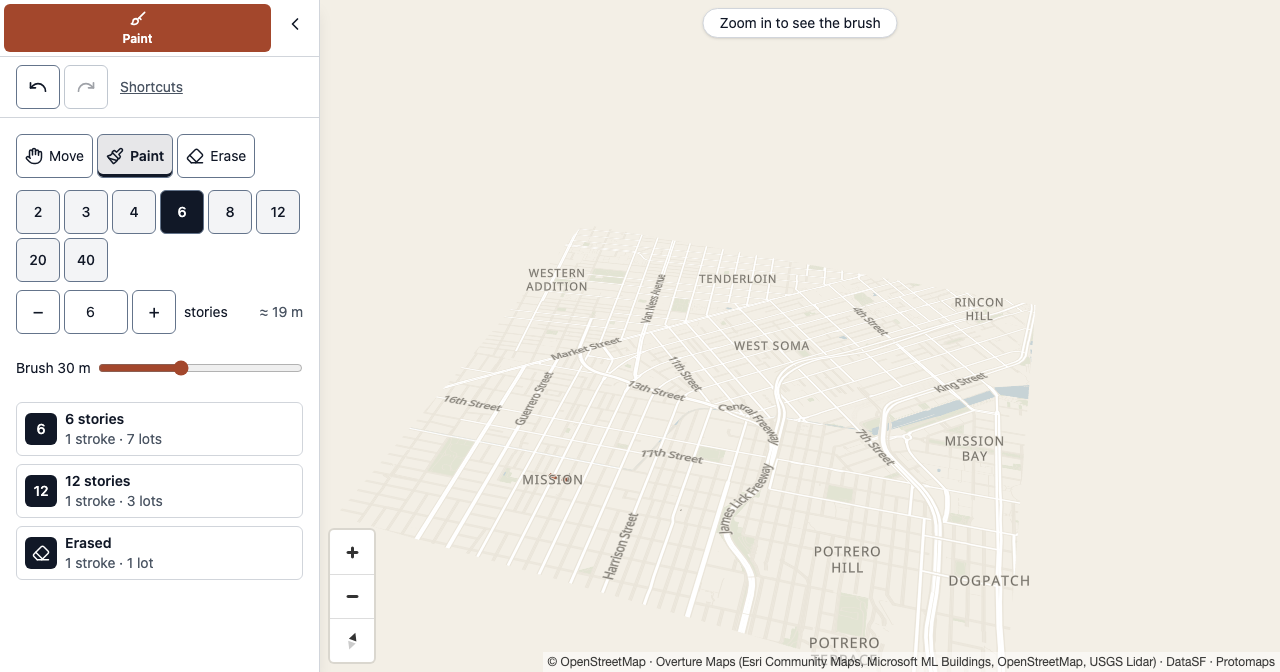 Paint
Shortcuts
Zoom in to see the brush
Move
Paint
Erase
2
3
4
6
8
12
20
40
−
6
+
stories
≈ 19 m
Brush 30 m
6
6 stories
1 stroke · 7 lots
12
12 stories
1 stroke · 3 lots
Erased
1 stroke · 1 lot
WESTERN
ADDITION
Van Ness Avenue
TENDERLOIN
RINCON
HILL
4th Street
Market Street
WEST SOMA
11th Street
13th Street
King Street
16th Street
Guerrero Street
Central Freeway
7th Street
MISSION
BAY
17th Street
MISSION
James Lick Freeway
Harrison Street
POTRERO
HILL
DOGPATCH
POTRERO
TERRACE
+
−
© OpenStreetMap · Overture Maps (Esri Community Maps, Microsoft ML Buildings, OpenStreetMap, USGS Lidar) · DataSF · Protomaps